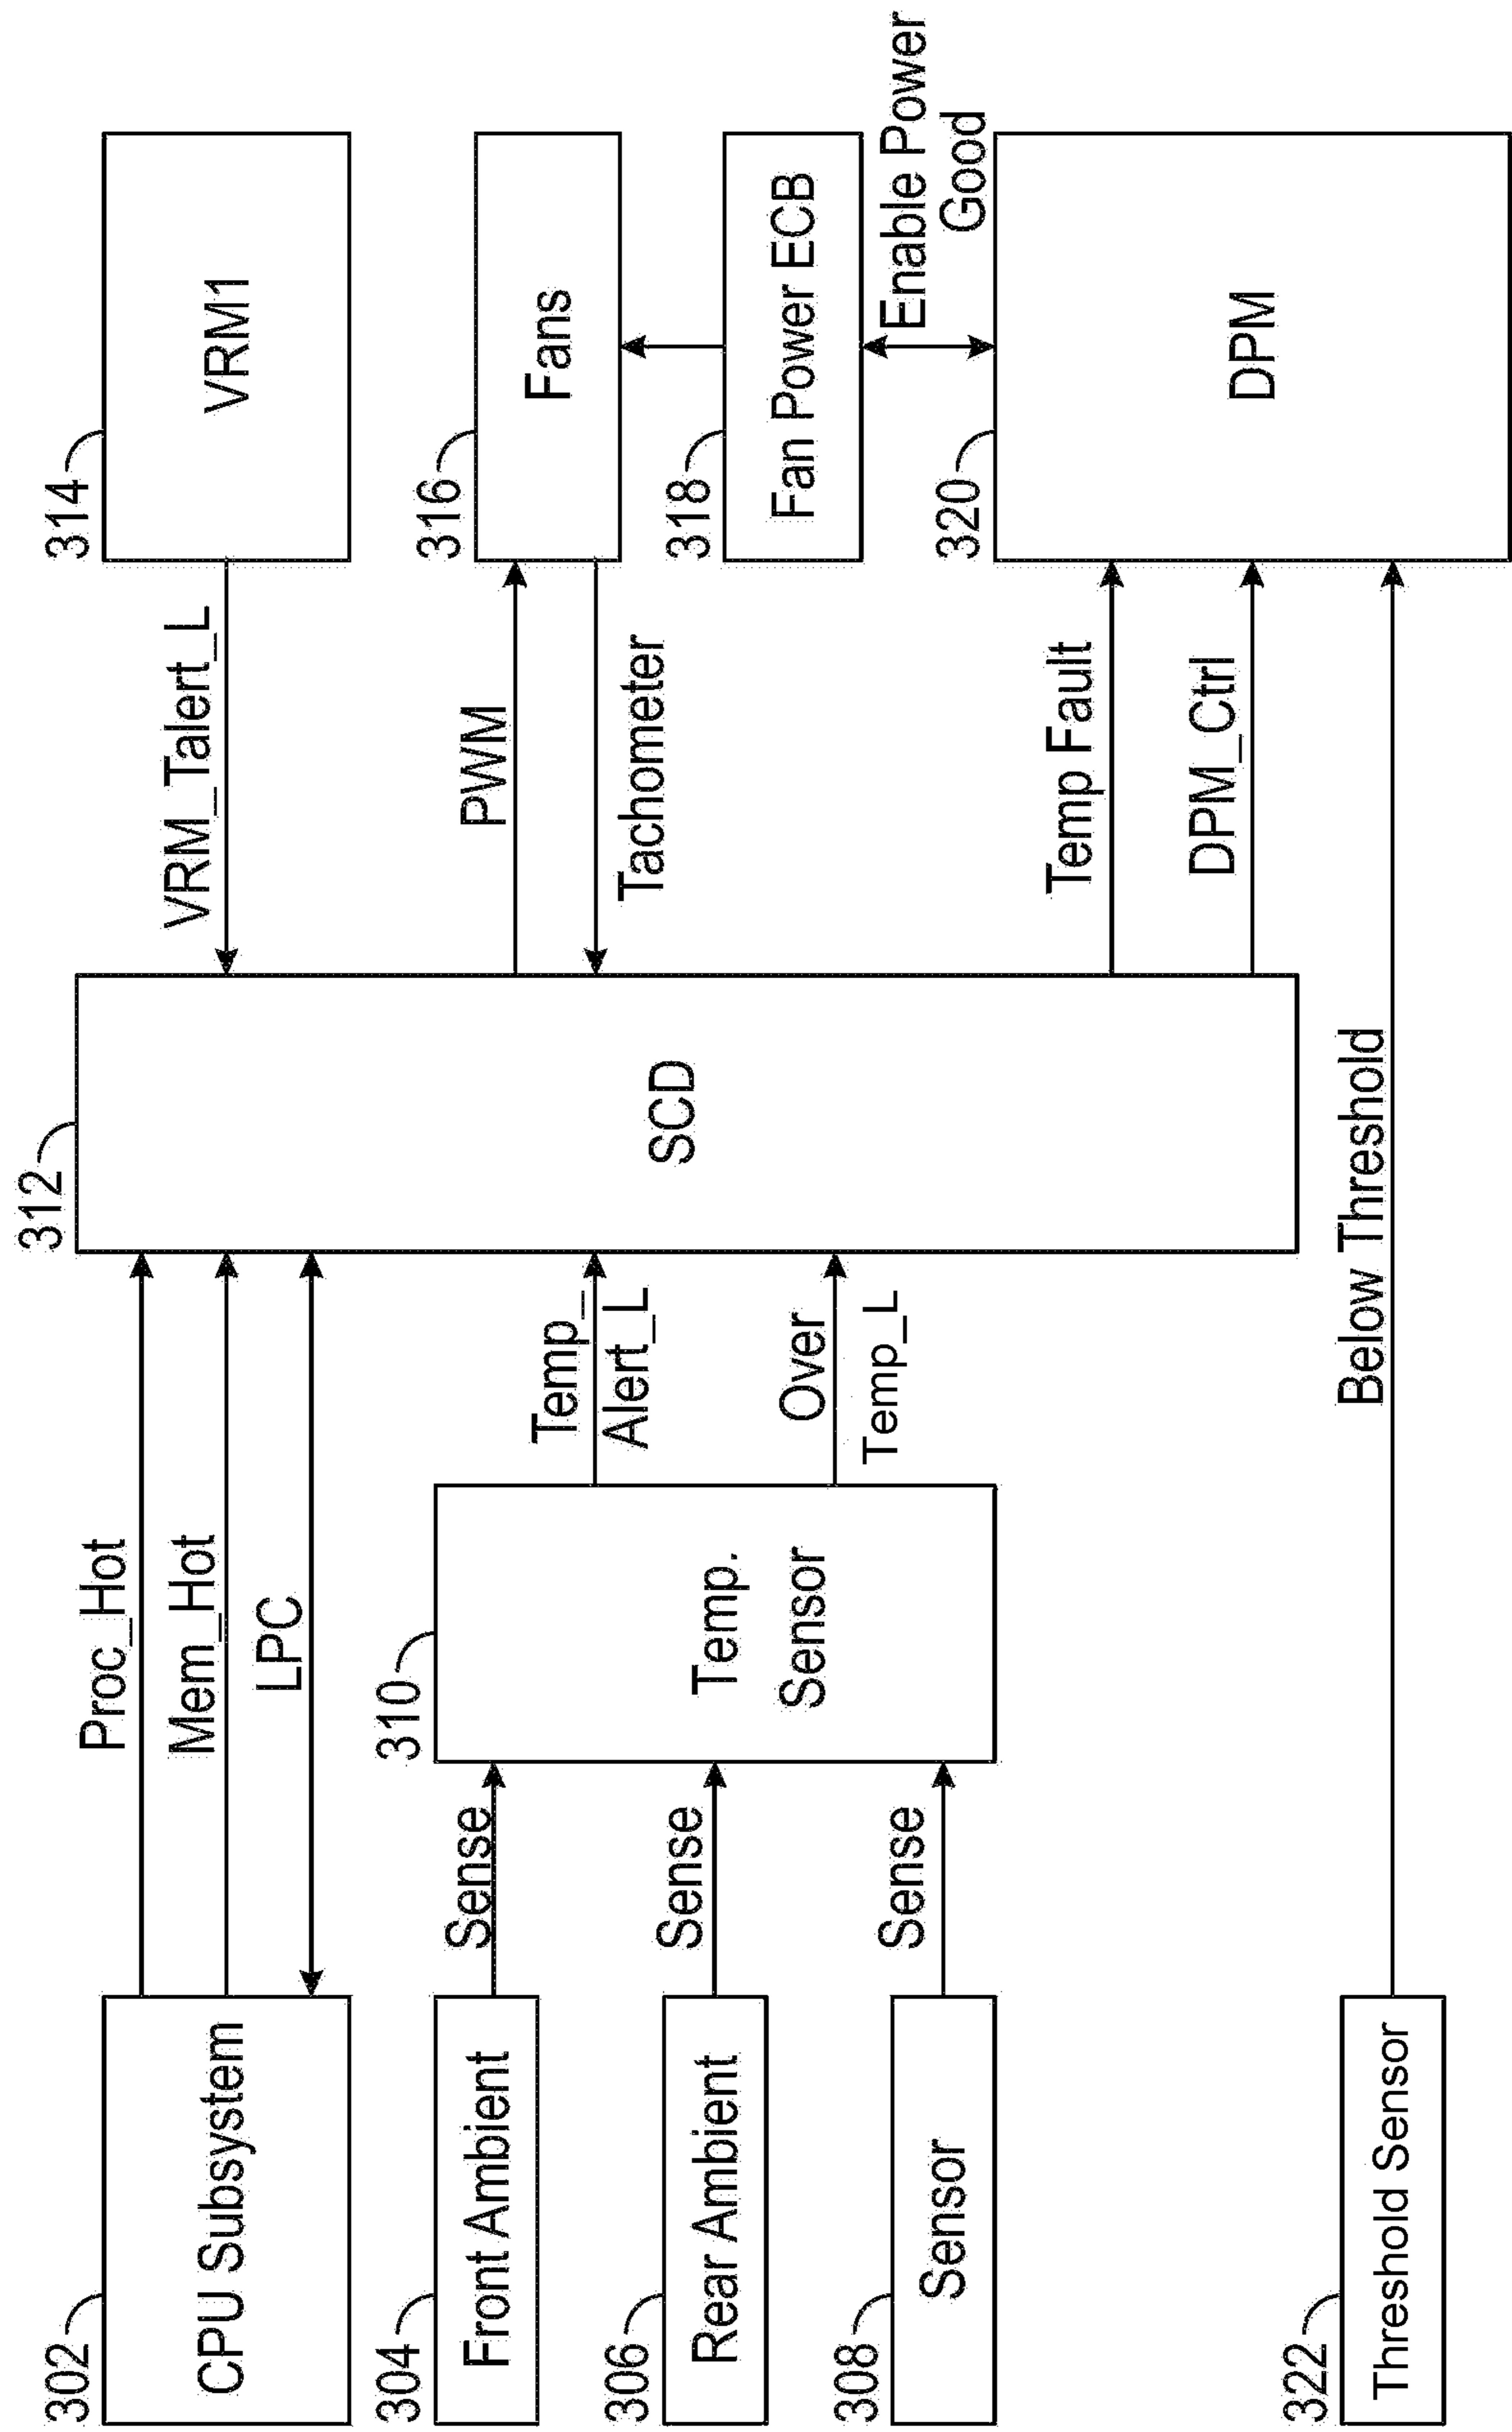 302
CPU Subsystem
Proc_Hot
Mem_Hot
LPC
304
Front Ambient
Sense
306
Rear Ambient
Sense
308
Sensor
Sense
310
Temp.
Sensor
Temp_
Alert_L
Over
Temp_L
312
SCD
VRM_Talert_L
314
VRM1
PWM
Tachometer
316
Fans
318
Fan Power ECB
Enable Power
Good
Temp Fault
DPM_Ctrl
320
DPM
322
Threshold Sensor
Below Threshold